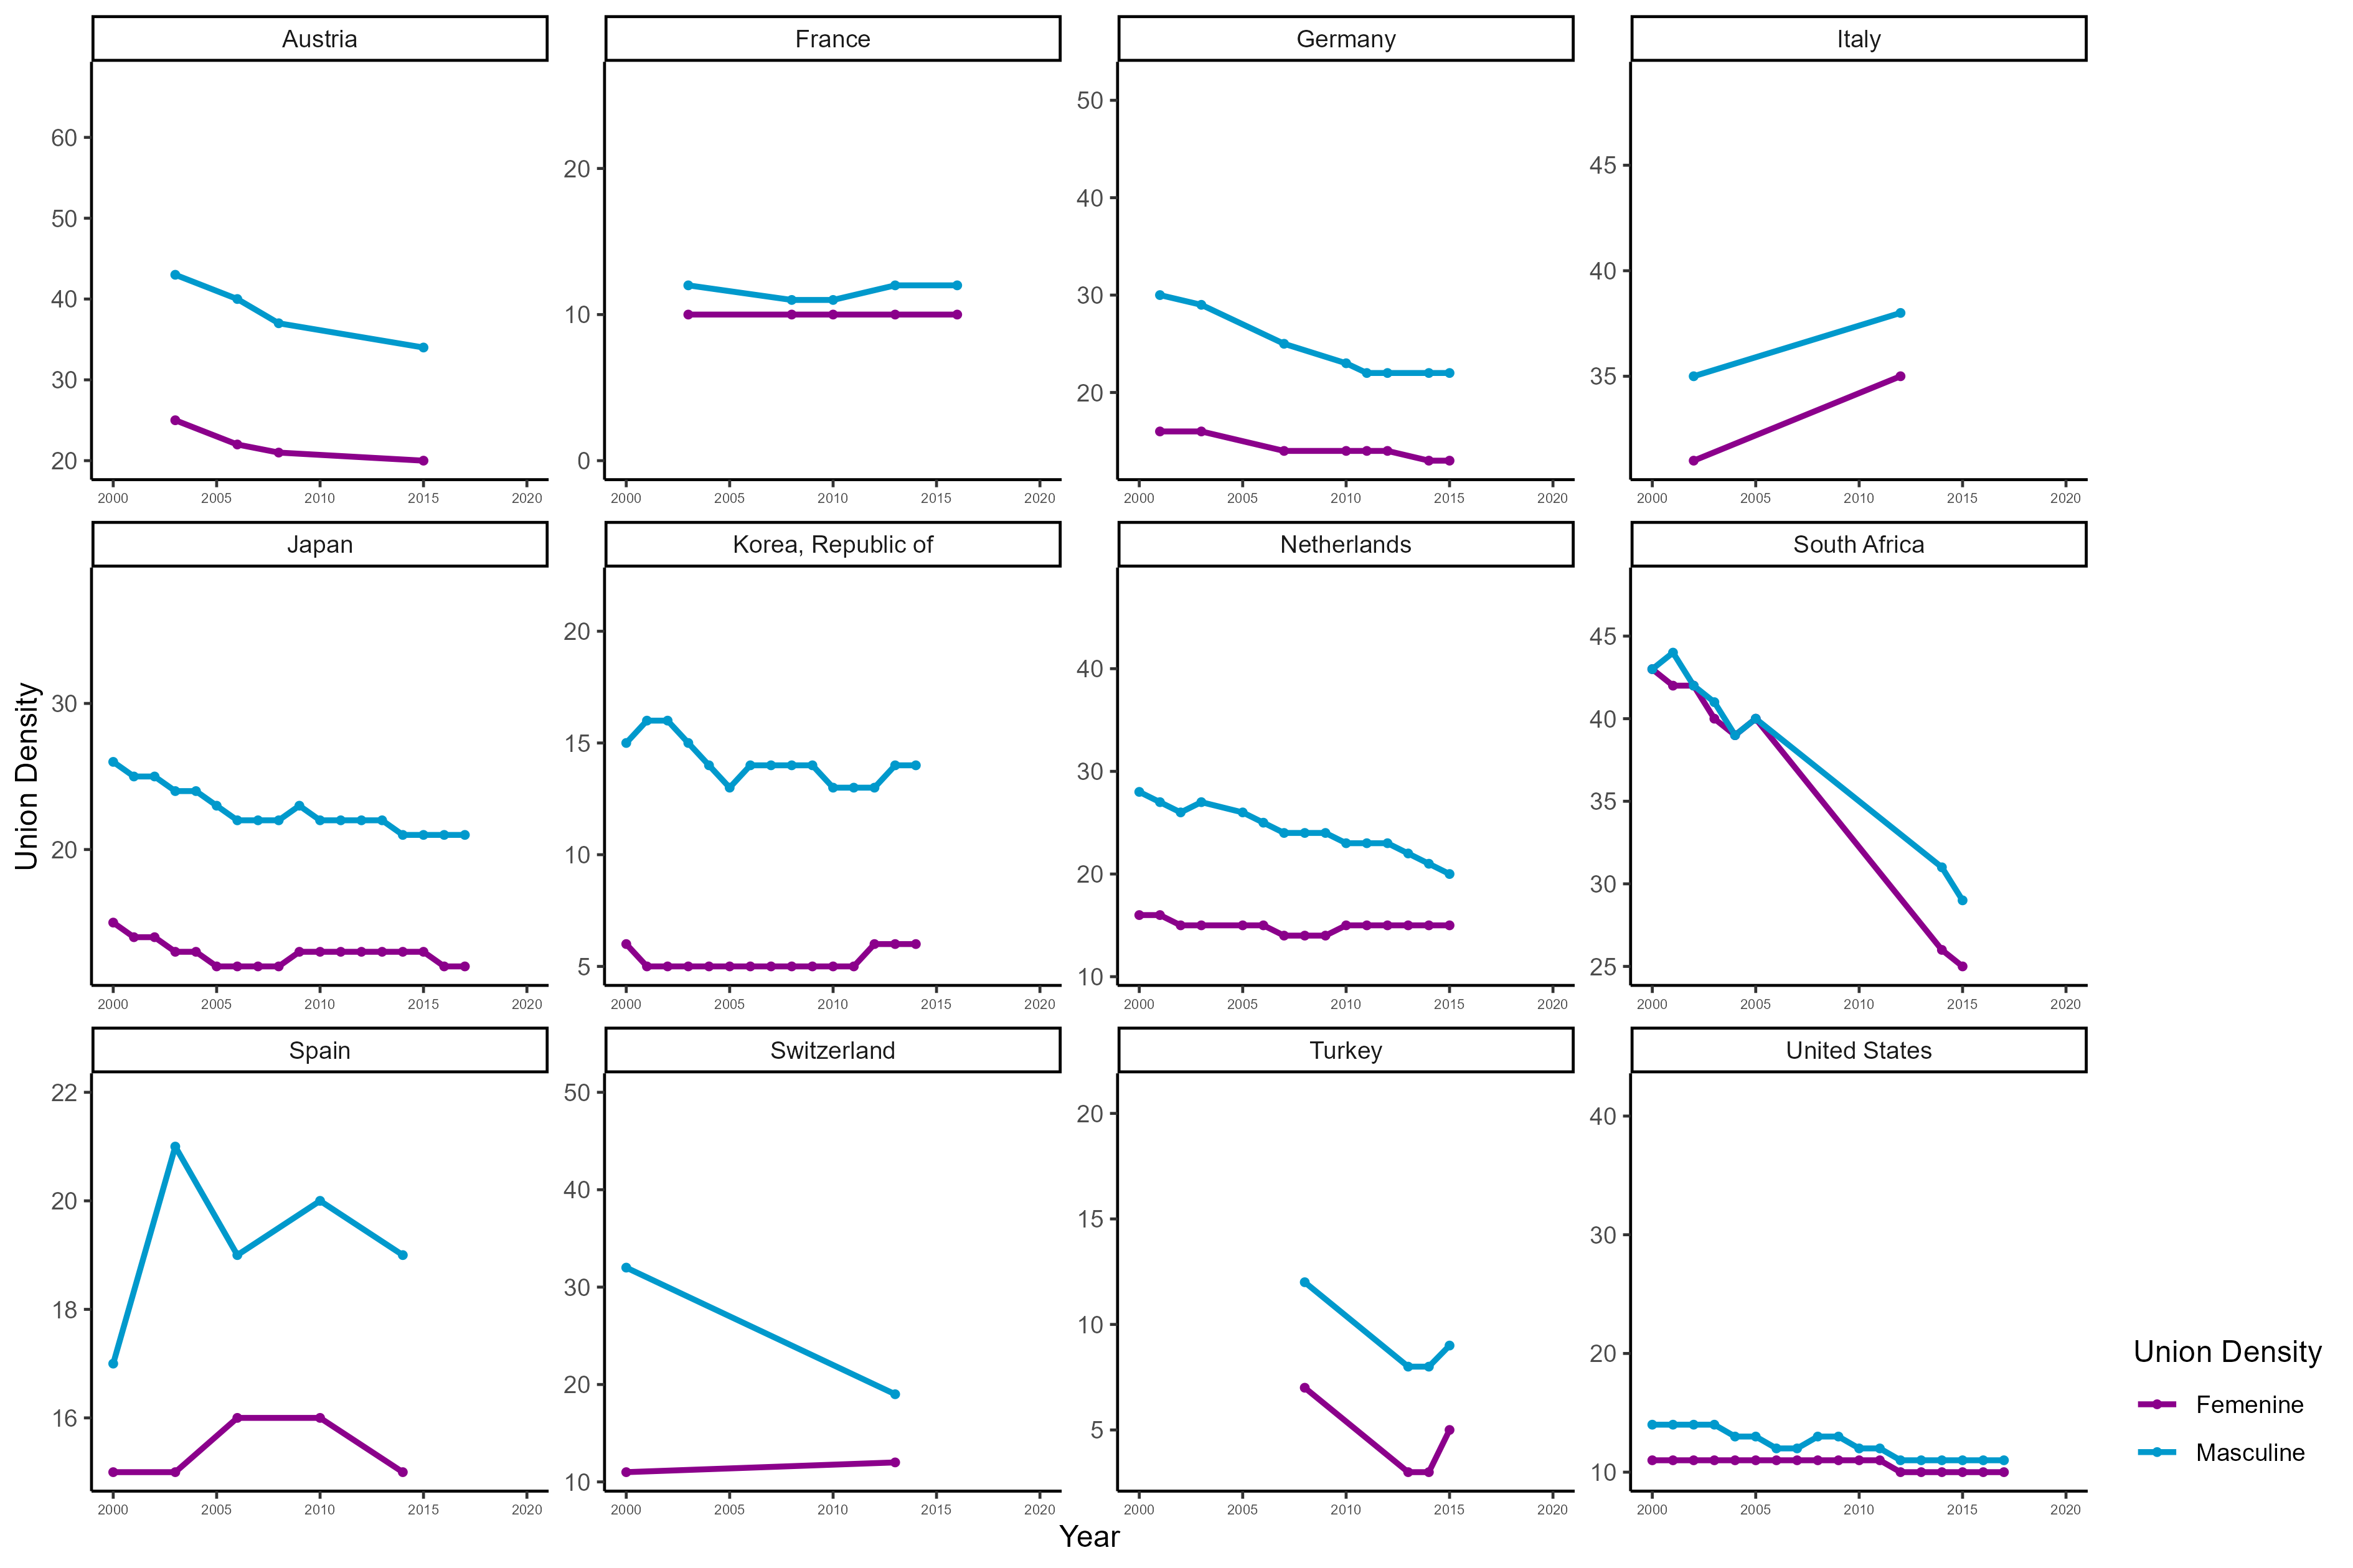 Austria
France
Germany
Italy
60
50
40
30
20
20
10
0
50
40
30
20
45
40
35
2000 2005 2010 2015 2020
2000 2005 2010 2015 2020
2000 2005 2010 2015 2020
2000 2005 2010 2015 2020
Japan
Korea, Republic of
Netherlands
South Africa
Union Density
30
20
20
15
10
5
40
30
20
10
45
40
35
30
25
2000 2005 2010 2015 2020
2000 2005 2010 2015 2020
2000 2005 2010 2015 2020
2000 2005 2010 2015 2020
Spain
Switzerland
Turkey
United States
22
20
18
16
50
40
30
20
10
20
15
10
5
40
30
20
10
2000 2005 2010 2015 2020
2000 2005 2010 2015 2020
2000 2005 2010 2015 2020
2000 2005 2010 2015 2020
Year
Union Density
Femenine
Masculine